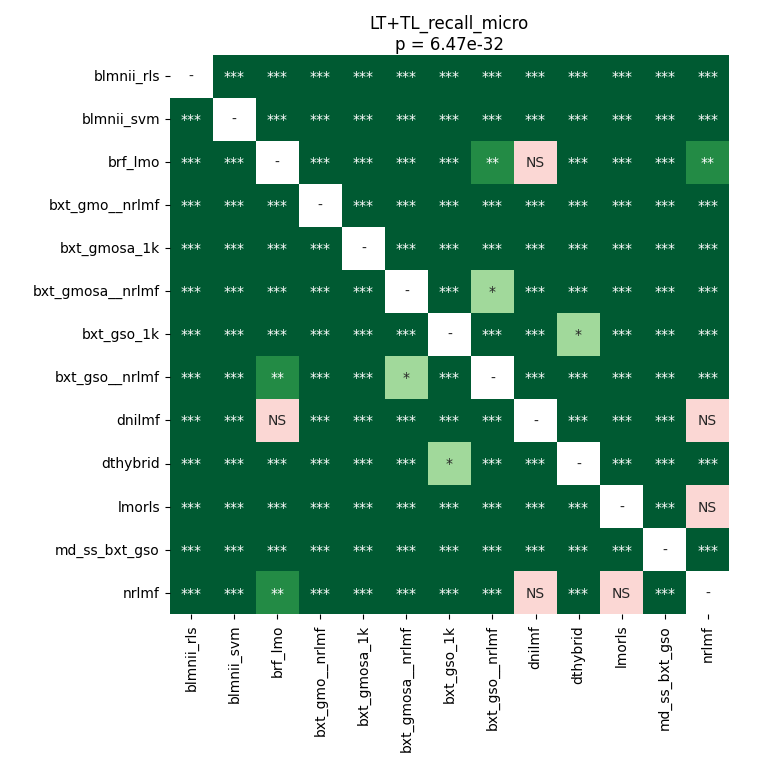 LT+TL_recall_micro
p = 6.47e-32
blmnii_rls - *** *** *** *** *** *** *** *** *** *** *** ***
blmnii_svm *** - *** *** *** *** *** *** *** *** *** *** ***
brf_lmo *** *** - *** *** *** *** ** NS *** *** *** **
bxt_gmo__nrlmf *** *** *** - *** *** *** *** *** *** *** *** ***
bxt_gmosa_1k *** *** *** *** - *** *** *** *** *** *** *** ***
bxt_gmosa__nrlmf *** *** *** *** *** - *** * *** *** *** *** ***
bxt_gso_1k *** *** *** *** *** *** - *** *** * *** *** ***
bxt_gso__nrlmf *** *** ** *** *** * *** - *** *** *** *** ***
dnilmf *** *** NS *** *** *** *** *** - *** *** *** NS
dthybrid *** *** *** *** *** *** * *** *** - *** *** ***
lmorls *** *** *** *** *** *** *** *** *** *** - *** NS
md_ss_bxt_gso *** *** *** *** *** *** *** *** *** *** *** - ***
nrlmf *** *** ** *** *** *** *** *** NS *** NS *** -
blmnii_rls
blmnii_svm
brf_lmo
bxt_gmo__nrlmf
bxt_gmosa_1k
bxt_gmosa__nrlmf
bxt_gso_1k
bxt_gso__nrlmf
dnilmf
dthybrid
lmorls
md_ss_bxt_gso
nrlmf